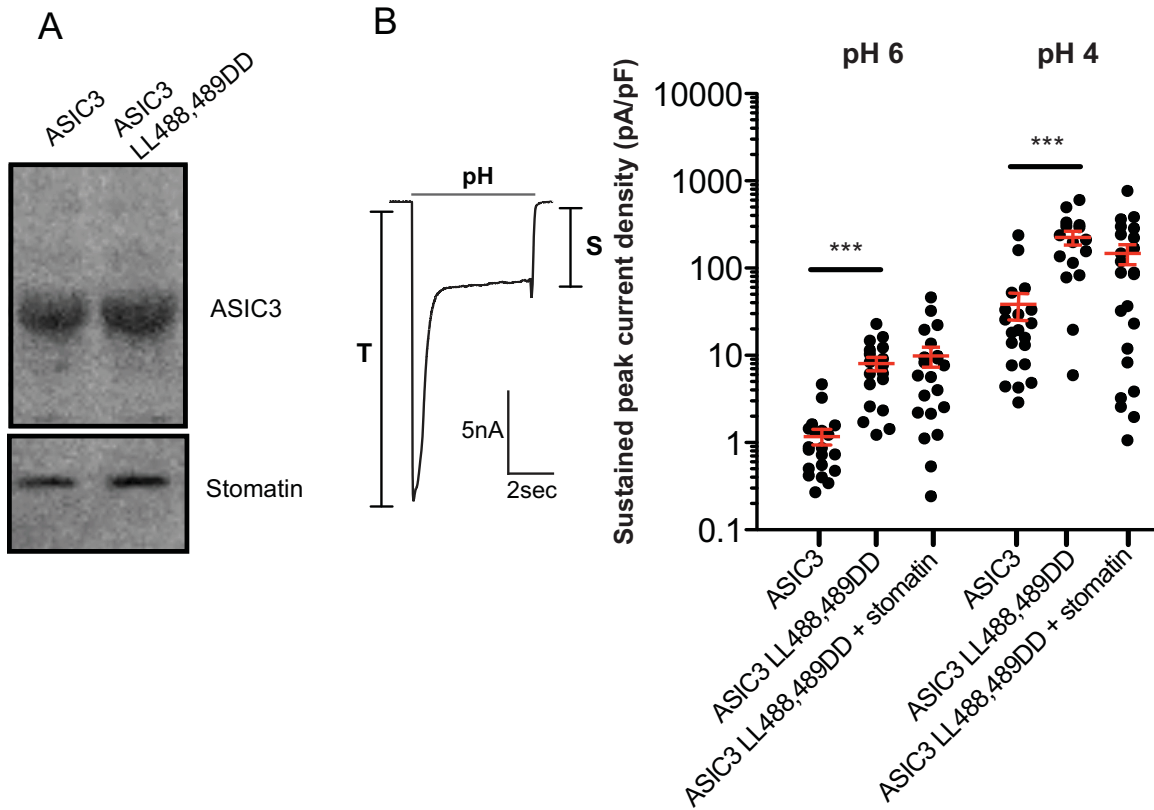 A
ASIC3
ASIC3
LL488,489DD
ASIC3
Stomatin
B
pH
T
S
5nA
2sec
Sustained peak current density (pA/pF)
pH 6
pH 4
10000
1000
100
10
1
0.1
***
***
ASIC3
ASIC3 LL488,489DD
ASIC3 LL488,489DD + stomatin
ASIC3
ASIC3 LL488,489DD
ASIC3 LL488,489DD + stomatin